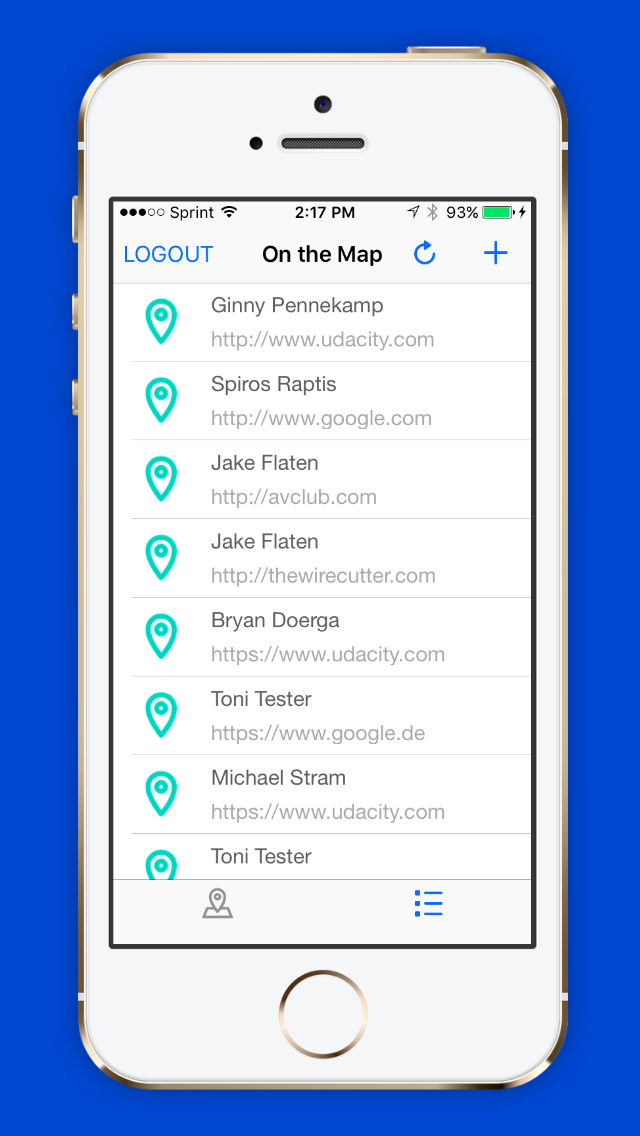 ●●●○○ Sprint 2:17 PM 93%
LOGOUT On the Map
Ginny Pennekamp
http://www.udacity.com
Spiros Raptis
http://www.google.com
Jake Flaten
http://avclub.com
Jake Flaten
http://thewirecutter.com
Bryan Doerga
https://www.udacity.com
Toni Tester
https://www.google.de
Michael Stram
https://www.udacity.com
Toni Tester